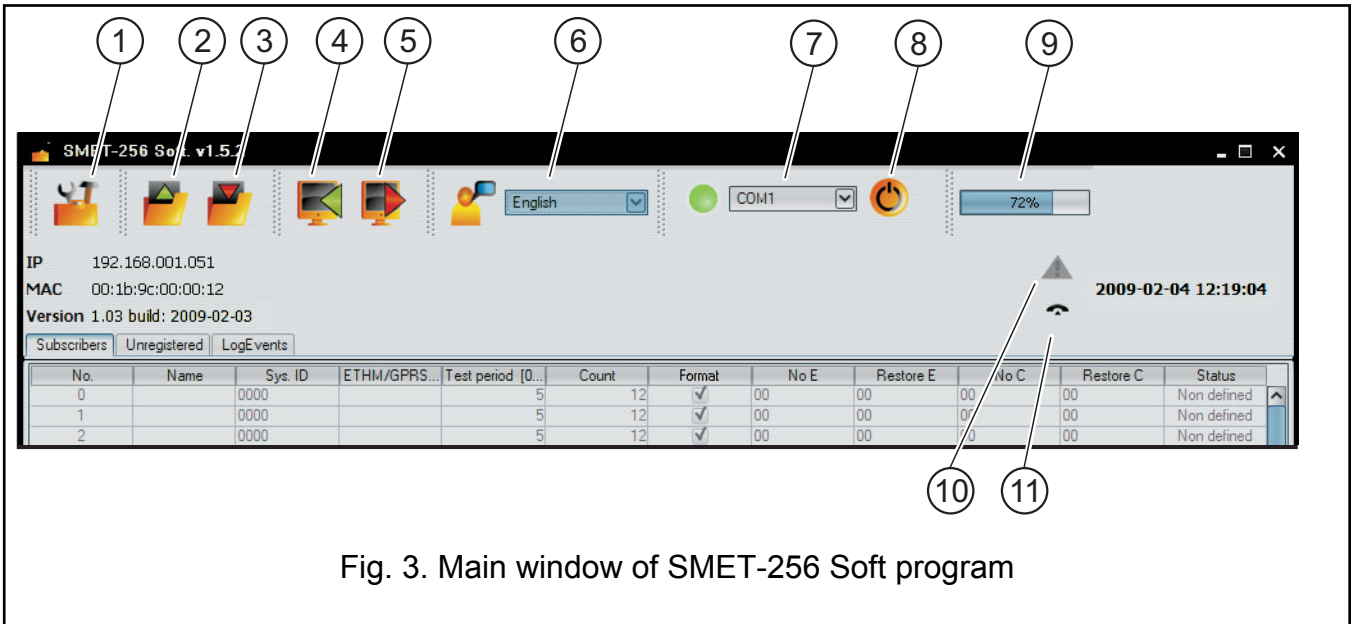 1 2 3 4 5 6 7 8 9
SMET-256 Soft. v1.5.2
English COM1 72%
IP 192.168.001.051
MAC 00:1b:9c:00:00:12
2009-02-04 12:19:04
Version 1.03 build: 2009-02-03
Subscribers Unregistered LogEvents
No. Name Sys. ID ETHM/GPRS... Test period [0... Count Format No E Restore E No C Restore C Status
0 0000 5 12 00 00 00 00 Non defined
1 0000 5 12 00 00 00 00 Non defined
2 0000 5 12 00 00 00 00 Non defined
10 11
Fig. 3. Main window of SMET-256 Soft program